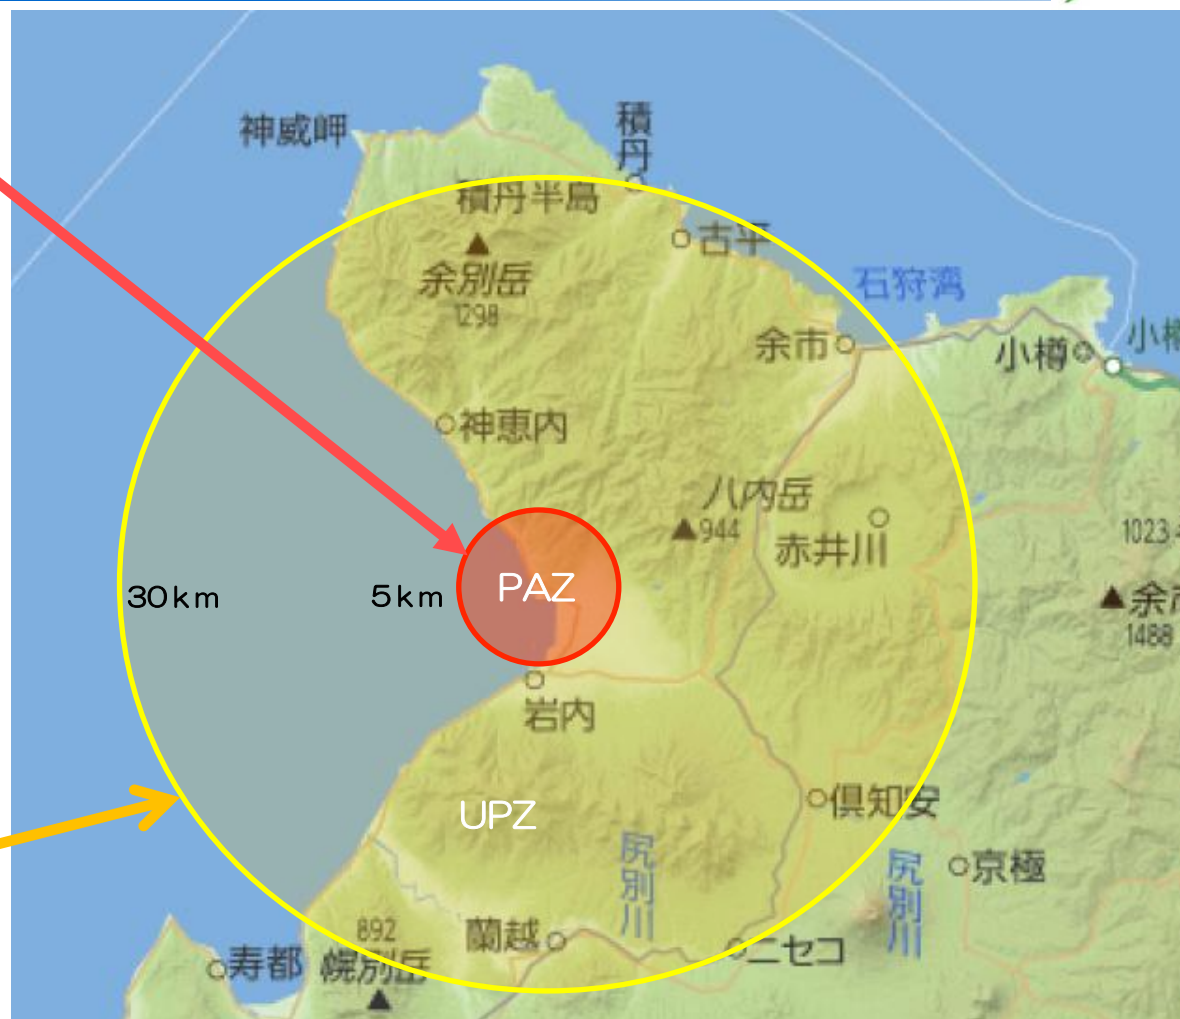 神威岬
積丹
積丹半島
古平
余別岳
1298
石狩湾
余市
小樽
小樽
神恵内
八内岳
944
赤井川
1023
30km
5km
PAZ
1488
岩内
UPZ
倶知安
尻別川
尻別川
京極
892
蘭越
ニセコ
寿都
幌別岳